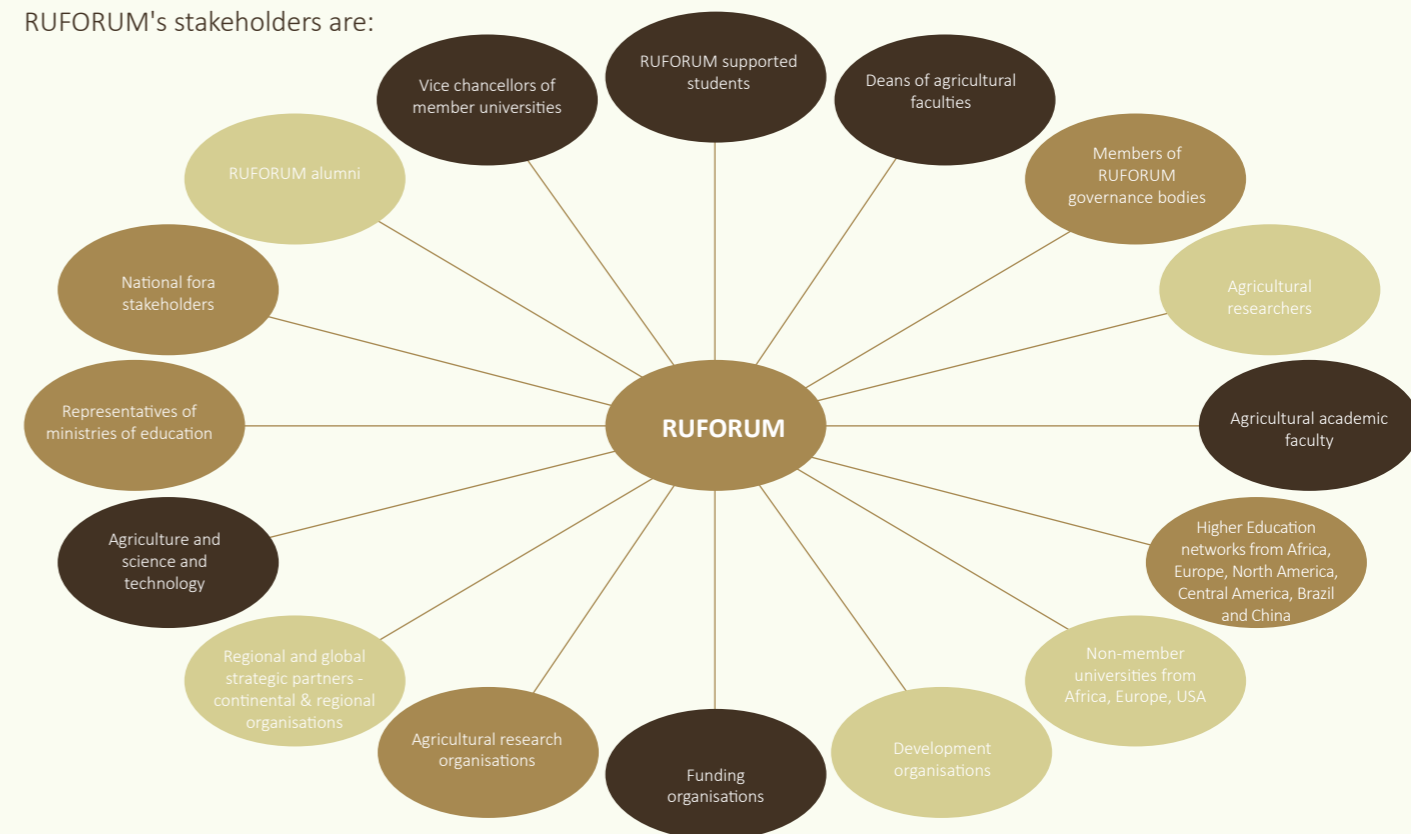 RUFORUM's stakeholders are:
RUFORUM supported
students
Vice chancellors of
member universities
Deans of agricultural
faculties
RUFORUM alumni
Members of
RUFORUM
governance bodies
National fora
stakeholders
Agricultural
researchers
Representatives of
ministries of education
RUFORUM
Agricultural academic
faculty
Agriculture and
science and
technology
Higher Education
networks from Africa,
Europe, North America,
Central America, Brazil
and China
Regional and global
strategic partners -
continental & regional
organisations
Non-member
universities from
Africa, Europe, USA
Agricultural research
organisations
Funding
organisations
Development
organisations